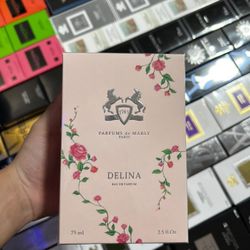 PARFUMS de MARLY
PARIS
DELINA
EAU DE PARFUM
75 ml 2.5 fl.Oz